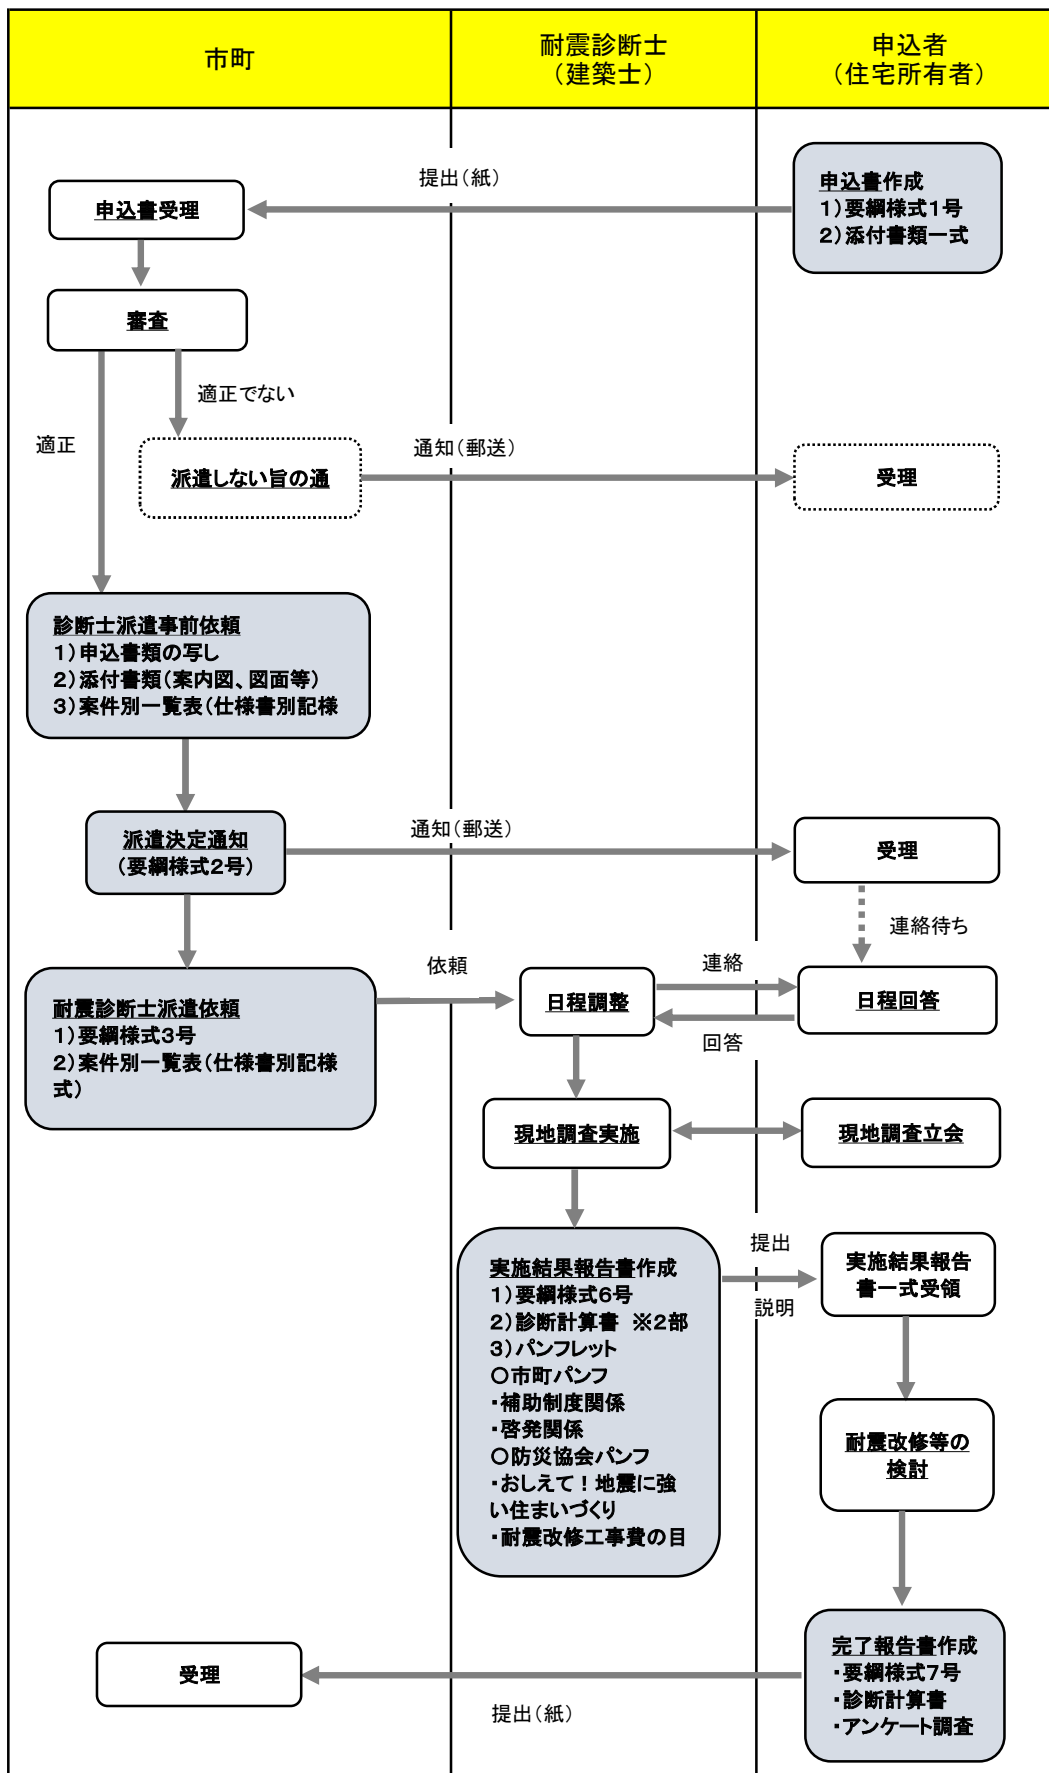 市町
耐震診断士
（建築士）
申込者
（住宅所有者）
提出（紙）
申込書作成
１）要綱様式１号
２）添付書類一式
申込書受理
審査
適正でない
適正
通知（郵送）
派遣しない旨の通
受理
診断士派遣事前依頼
１）申込書類の写し
２）添付書類（案内図、図面等）
３）案件別一覧表（仕様書別記様
派遣決定通知
（要綱様式２号）
通知（郵送）
受理
連絡待ち
依頼
連絡
耐震診断士派遣依頼
１）要綱様式３号
２）案件別一覧表（仕様書別記様
式）
日程調整
日程回答
回答
現地調査実施
現地調査立会
提出
説明
実施結果報告書作成
１）要綱様式６号
２）診断計算書　※２部
３）パンフレット
○市町パンフ
・補助制度関係
・啓発関係
○防災協会パンフ
・おしえて！地震に強
い住まいづくり
・耐震改修工事費の目
実施結果報告
書一式受領
耐震改修等の
検討
完了報告書作成
・要綱様式７号
・診断計算書
・アンケート調査
受理
提出（紙）